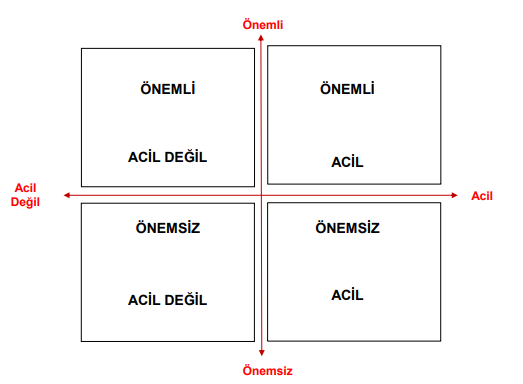 Önemli
ÖNEMLİ
ACİL DEĞİL
ÖNEMLİ
ACİL
Acil
Değil
Acil
ÖNEMSİZ
ACİL DEĞİL
ÖNEMSİZ
ACİL
Önemsiz